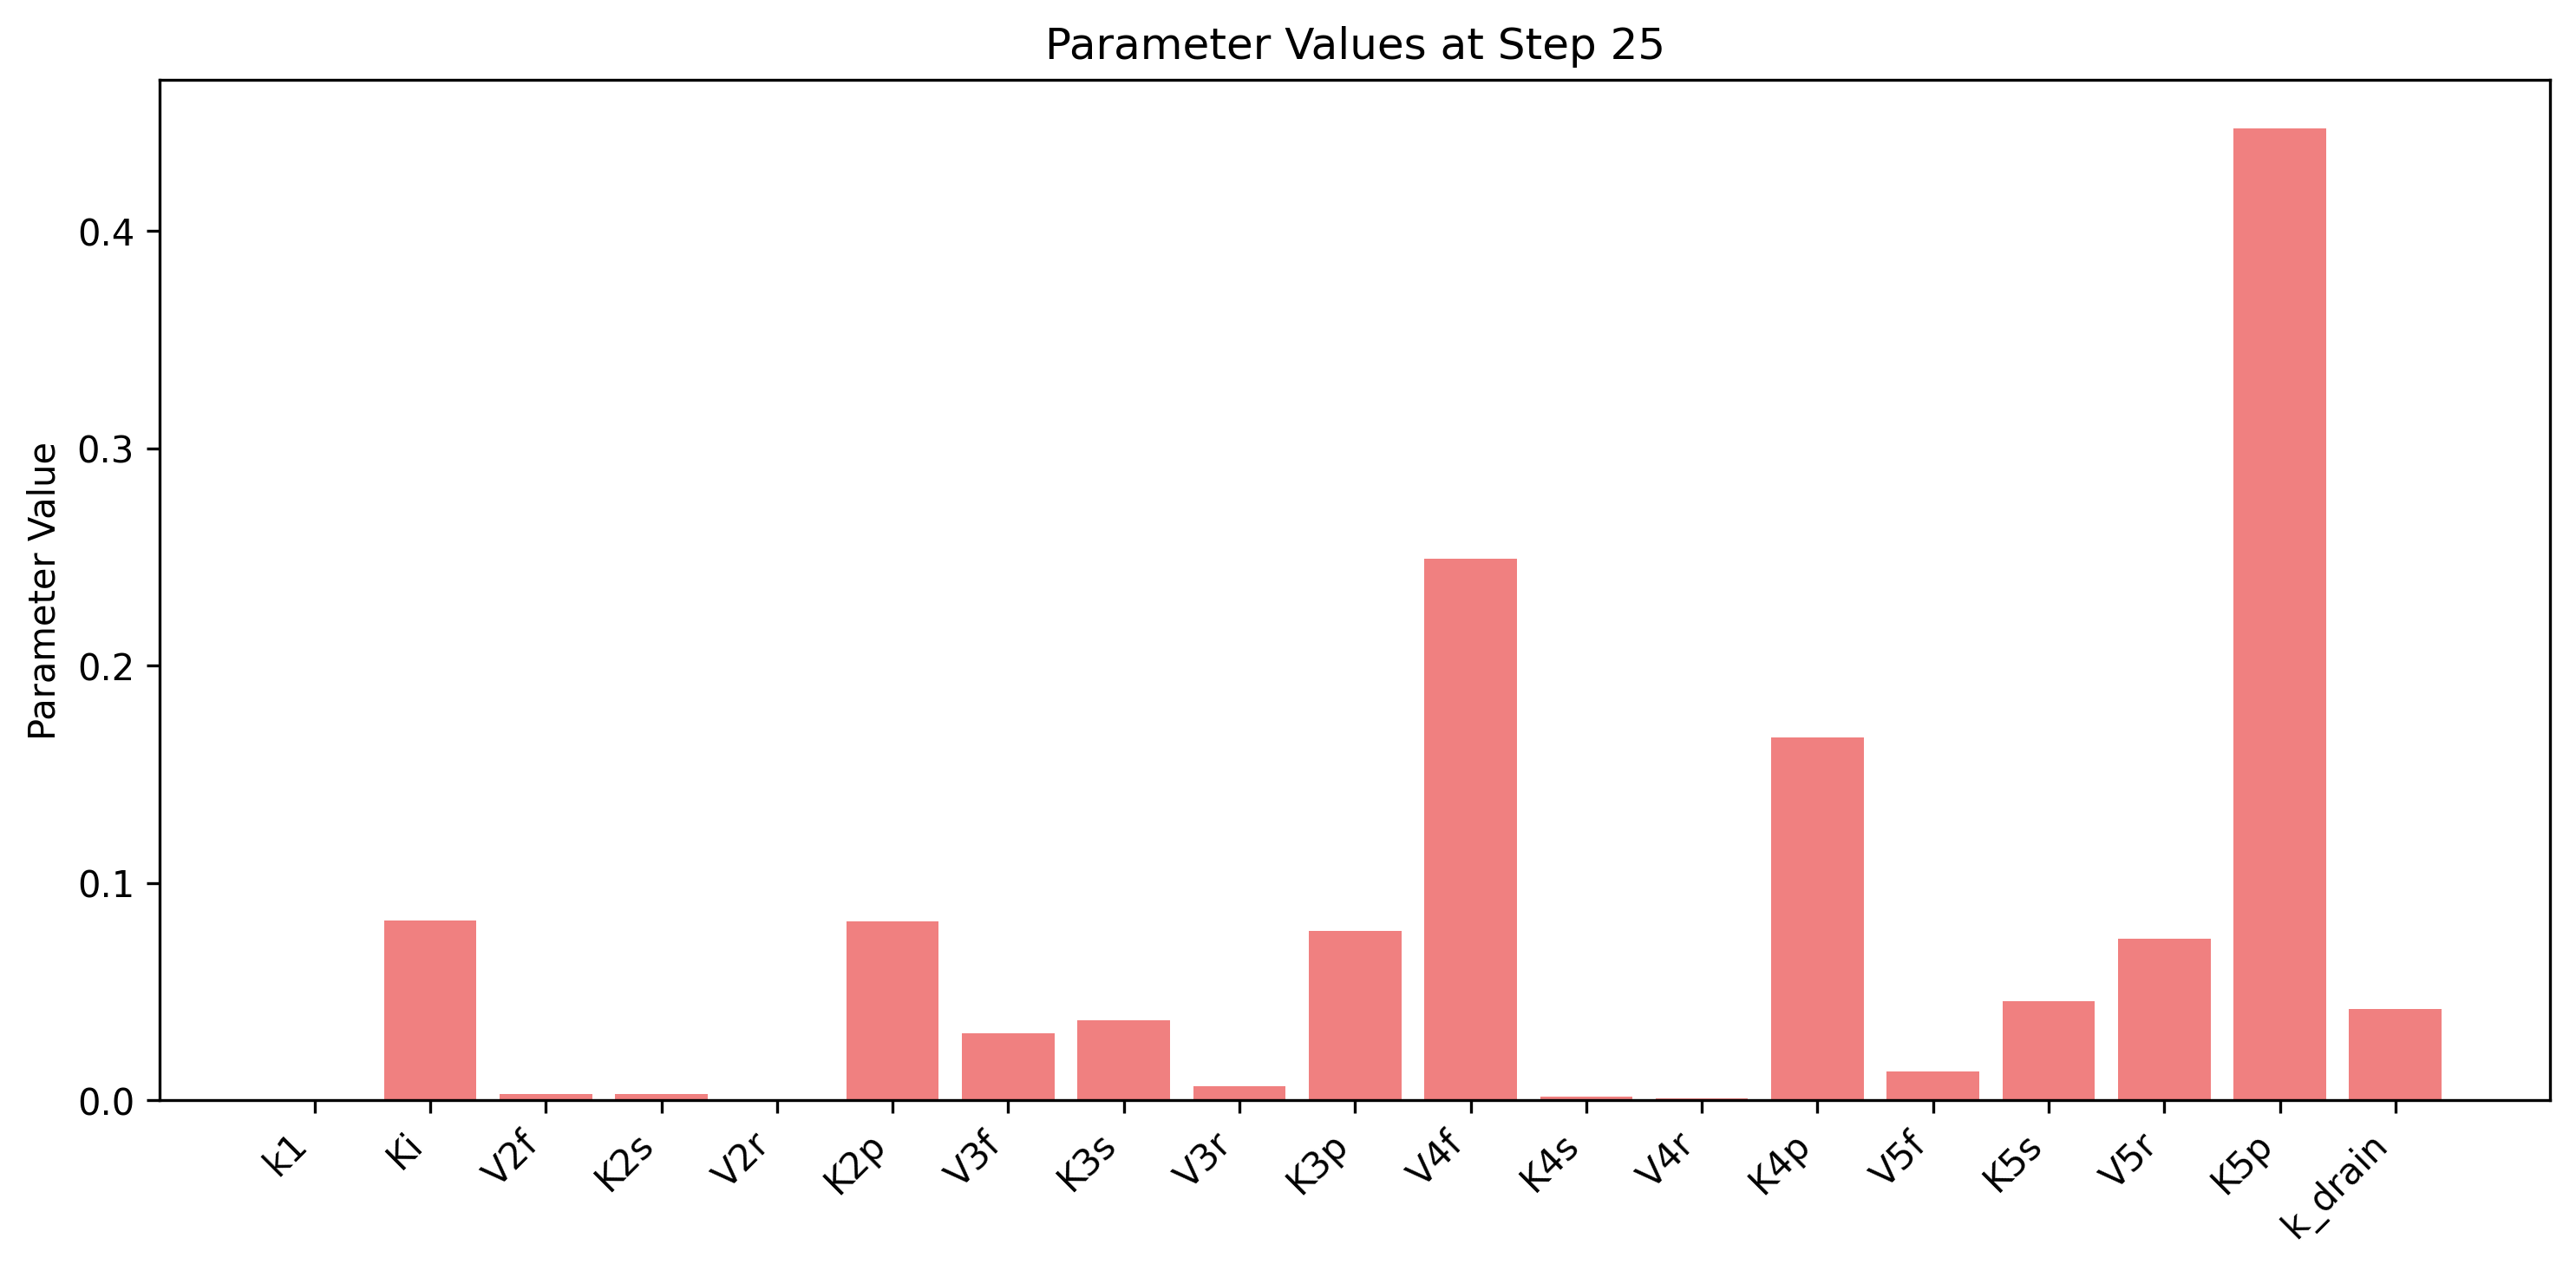 Parameter Values at Step 25
Parameter Value
0.4
0.3
0.2
0.1
0.0
k1
Ki
V2f
K2s
V2r
K2p
V3f
K3s
V3r
K3p
V4f
K4s
V4r
K4p
V5f
K5s
V5r
K5p
k_drain